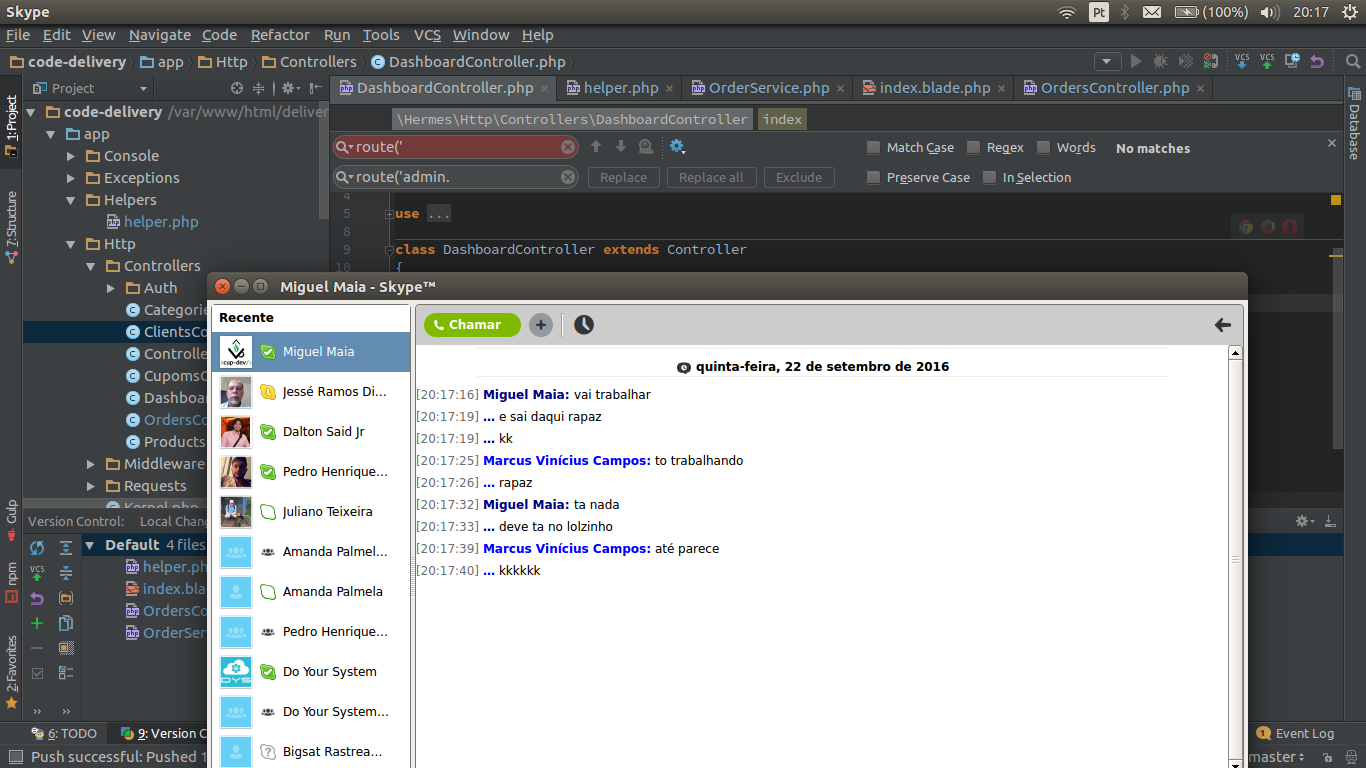 Skype
Pt
(100%)
20:17
File Edit View Navigate Code Refactor Run Tools VCS Window Help
code-delivery app Http Controllers DashboardController.php
VCS VCS
1: Project
7: Structure
Gulp
npm
2: Favorites
Project
code-delivery /var/www/html/deliver
app
Console
Exceptions
Helpers
helper.php
Http
Controllers
Auth
Categorie
ClientsCo
Controlle
CupomsC
Dashboa
OrdersCo
Products
Middleware
Requests
Kernel.php
DashboardController.php helper.php OrderService.php index.blade.php OrdersController.php
Database
\Hermes\Http\Controllers\DashboardController index
route(' Match Case Regex Words No matches
route('admin. Replace Replace all Exclude Preserve Case In Selection
4
5 use ...
8
9 class DashboardController extends Controller
10 {
Version Control: Local Chang
Default 4 files
helper.ph
index.bla
OrdersCo
OrderSer
VCS
6: TODO 9: Version C
Event Log
1
Push successful: Pushed 1
master
Miguel Maia - Skype™
Recente
cup-dev/
Miguel Maia
Jessé Ramos Di...
Dalton Said Jr
Pedro Henrique...
Juliano Teixeira
Amanda Palmel...
Amanda Palmela
Pedro Henrique...
DYS
Do Your System
Do Your System...
Bigsat Rastrea...
Chamar
quinta-feira, 22 de setembro de 2016
[20:17:16] Miguel Maia: vai trabalhar
[20:17:19] ... e sai daqui rapaz
[20:17:19] ... kk
[20:17:25] Marcus Vinícius Campos: to trabalhando
[20:17:26] ... rapaz
[20:17:32] Miguel Maia: ta nada
[20:17:33] ... deve ta no lolzinho
[20:17:39] Marcus Vinícius Campos: até parece
[20:17:40] ... kkkkkk